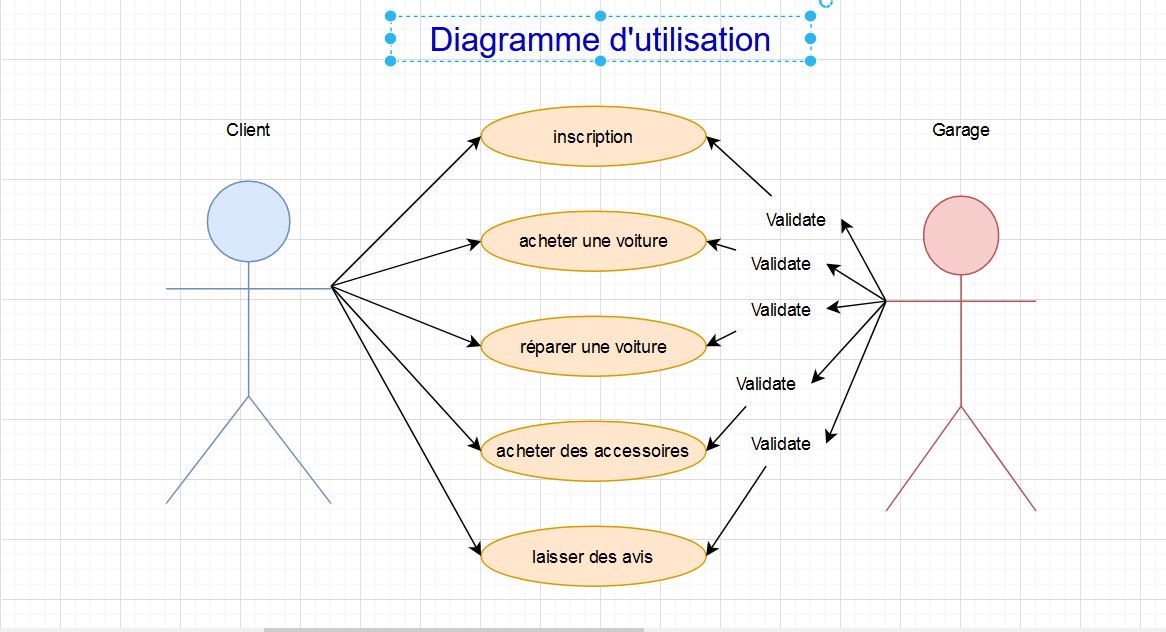 Diagramme d'utilisation
Client
Garage
inscription
Validate
acheter une voiture
Validate
Validate
réparer une voiture
Validate
acheter des accessoires
Validate
laisser des avis